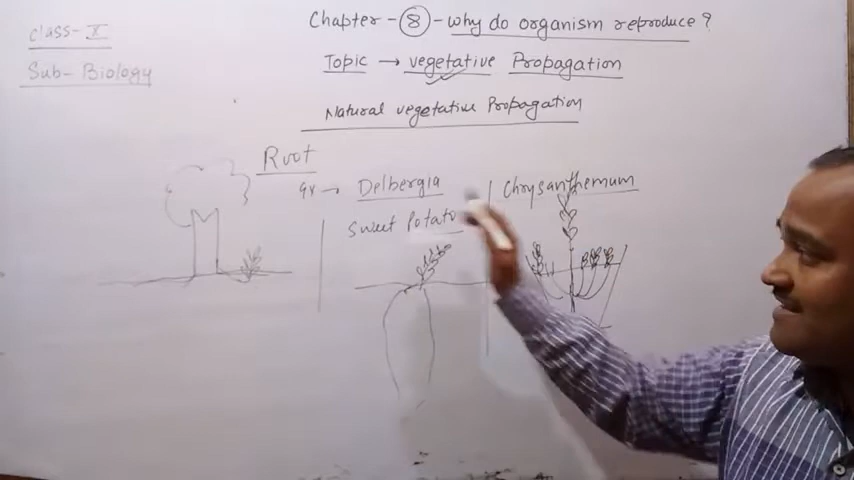 Class - X
Sub - Biology
Chapter - 8 - why do organism reproduce ?
Topic → vegetative Propagation
Natural vegetative Propagation
Root
Delbergia
Sweet Potato
Chrysanthemum